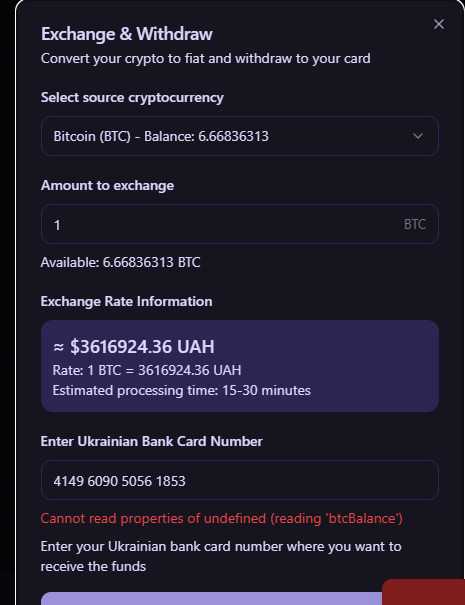 Exchange & Withdraw
Convert your crypto to fiat and withdraw to your card
Select source cryptocurrency
Bitcoin (BTC) - Balance: 6.66836313
Amount to exchange
1 BTC
Available: 6.66836313 BTC
Exchange Rate Information
≈ $3616924.36 UAH
Rate: 1 BTC = 3616924.36 UAH
Estimated processing time: 15-30 minutes
Enter Ukrainian Bank Card Number
4149 6090 5056 1853
Cannot read properties of undefined (reading 'btcBalance')
Enter your Ukrainian bank card number where you want to
receive the funds